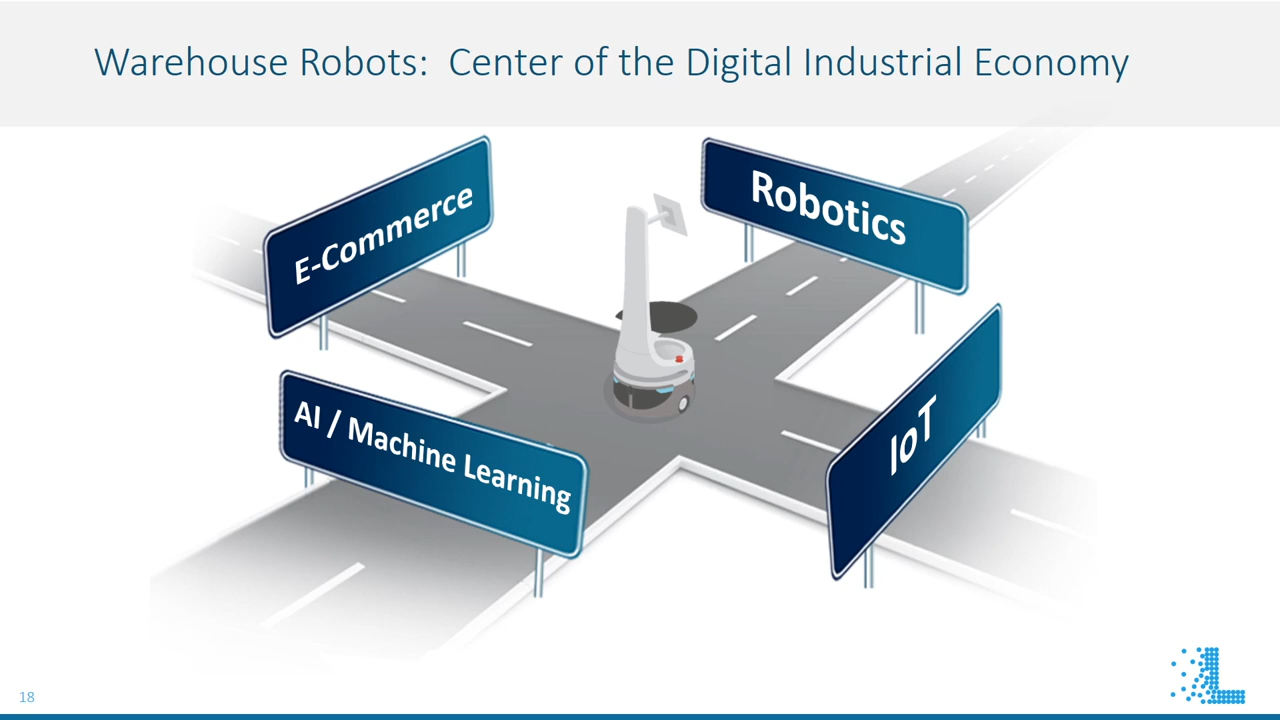 Warehouse Robots: Center of the Digital Industrial Economy
E-Commerce
Robotics
AI / Machine Learning
IoT
18